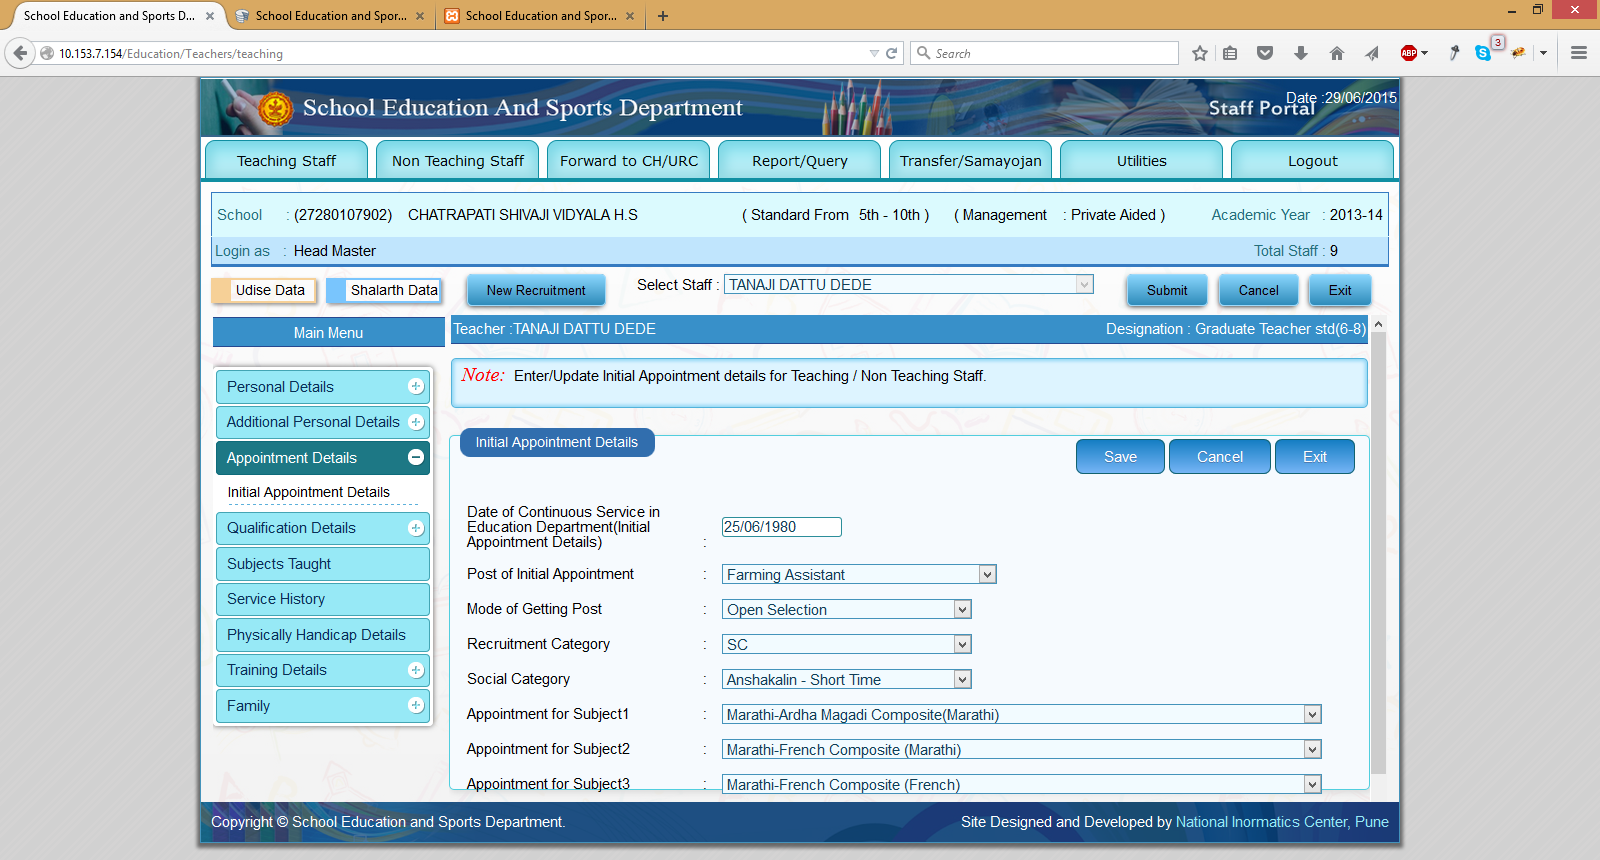 School Education and Sports D...
School Education and Spor...
School Education and Spor...
10.153.7.154/Education/Teachers/teaching
Search
ABP
3
School Education And Sports Department
Date :29/06/2015
Staff Portal
Teaching Staff
Non Teaching Staff
Forward to CH/URC
Report/Query
Transfer/Samayojan
Utilities
Logout
School : (27280107902) CHATRAPATI SHIVAJI VIDYALA H.S ( Standard From 5th - 10th ) ( Management : Private Aided ) Academic Year : 2013-14
Login as : Head Master Total Staff : 9
Udise Data
Shalarth Data
New Recruitment
Select Staff : TANAJI DATTU DEDE
Submit
Cancel
Exit
Main Menu
Teacher :TANAJI DATTU DEDE Designation : Graduate Teacher std(6-8)
Note: Enter/Update Initial Appointment details for Teaching / Non Teaching Staff.
Personal Details
Additional Personal Details
Appointment Details
Initial Appointment Details
Qualification Details
Subjects Taught
Service History
Physically Handicap Details
Training Details
Family
Initial Appointment Details
Save
Cancel
Exit
Date of Continuous Service in
Education Department(Initial
Appointment Details) :
25/06/1980
Post of Initial Appointment : Farming Assistant
Mode of Getting Post : Open Selection
Recruitment Category : SC
Social Category : Anshakalin - Short Time
Appointment for Subject1 : Marathi-Ardha Magadi Composite(Marathi)
Appointment for Subject2 : Marathi-French Composite (Marathi)
Appointment for Subject3 : Marathi-French Composite (French)
Copyright © School Education and Sports Department.
Site Designed and Developed by National Inormatics Center, Pune